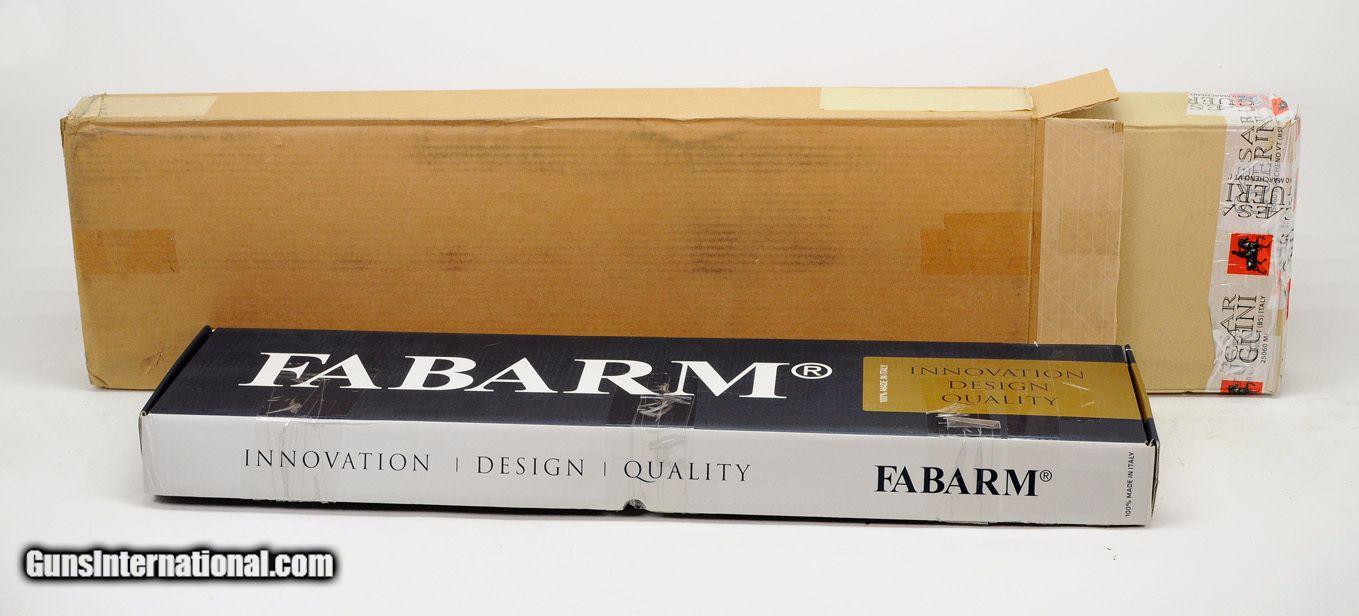 FABARM®
100% MADE IN ITALY
INNOVATION
DESIGN
QUALITY
INNOVATION | DESIGN | QUALITY
FABARM®
100% MADE IN ITALY
GunsInternational.com